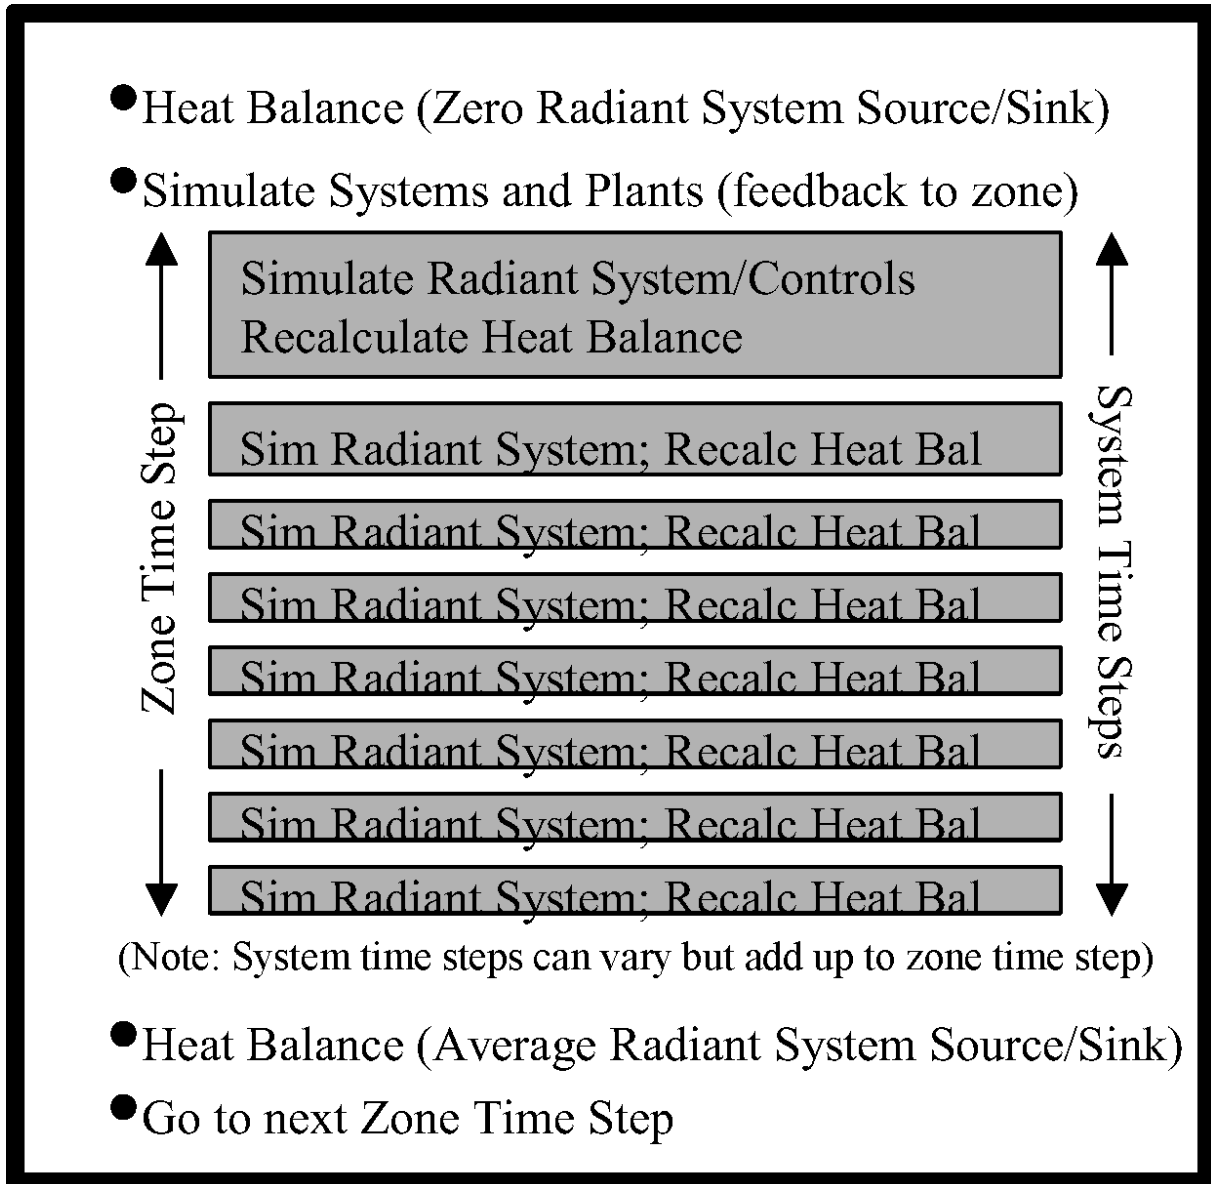 ●Heat Balance (Zero Radiant System Source/Sink)
●Simulate Systems and Plants (feedback to zone)
Simulate Radiant System/Controls
Recalculate Heat Balance
Zone Time Step
System Time Steps
Sim Radiant System; Recalc Heat Bal
Sim Radiant System; Recalc Heat Bal
Sim Radiant System; Recalc Heat Bal
Sim Radiant System; Recalc Heat Bal
Sim Radiant System; Recalc Heat Bal
Sim Radiant System; Recalc Heat Bal
Sim Radiant System; Recalc Heat Bal
(Note: System time steps can vary but add up to zone time step)
●Heat Balance (Average Radiant System Source/Sink)
●Go to next Zone Time Step